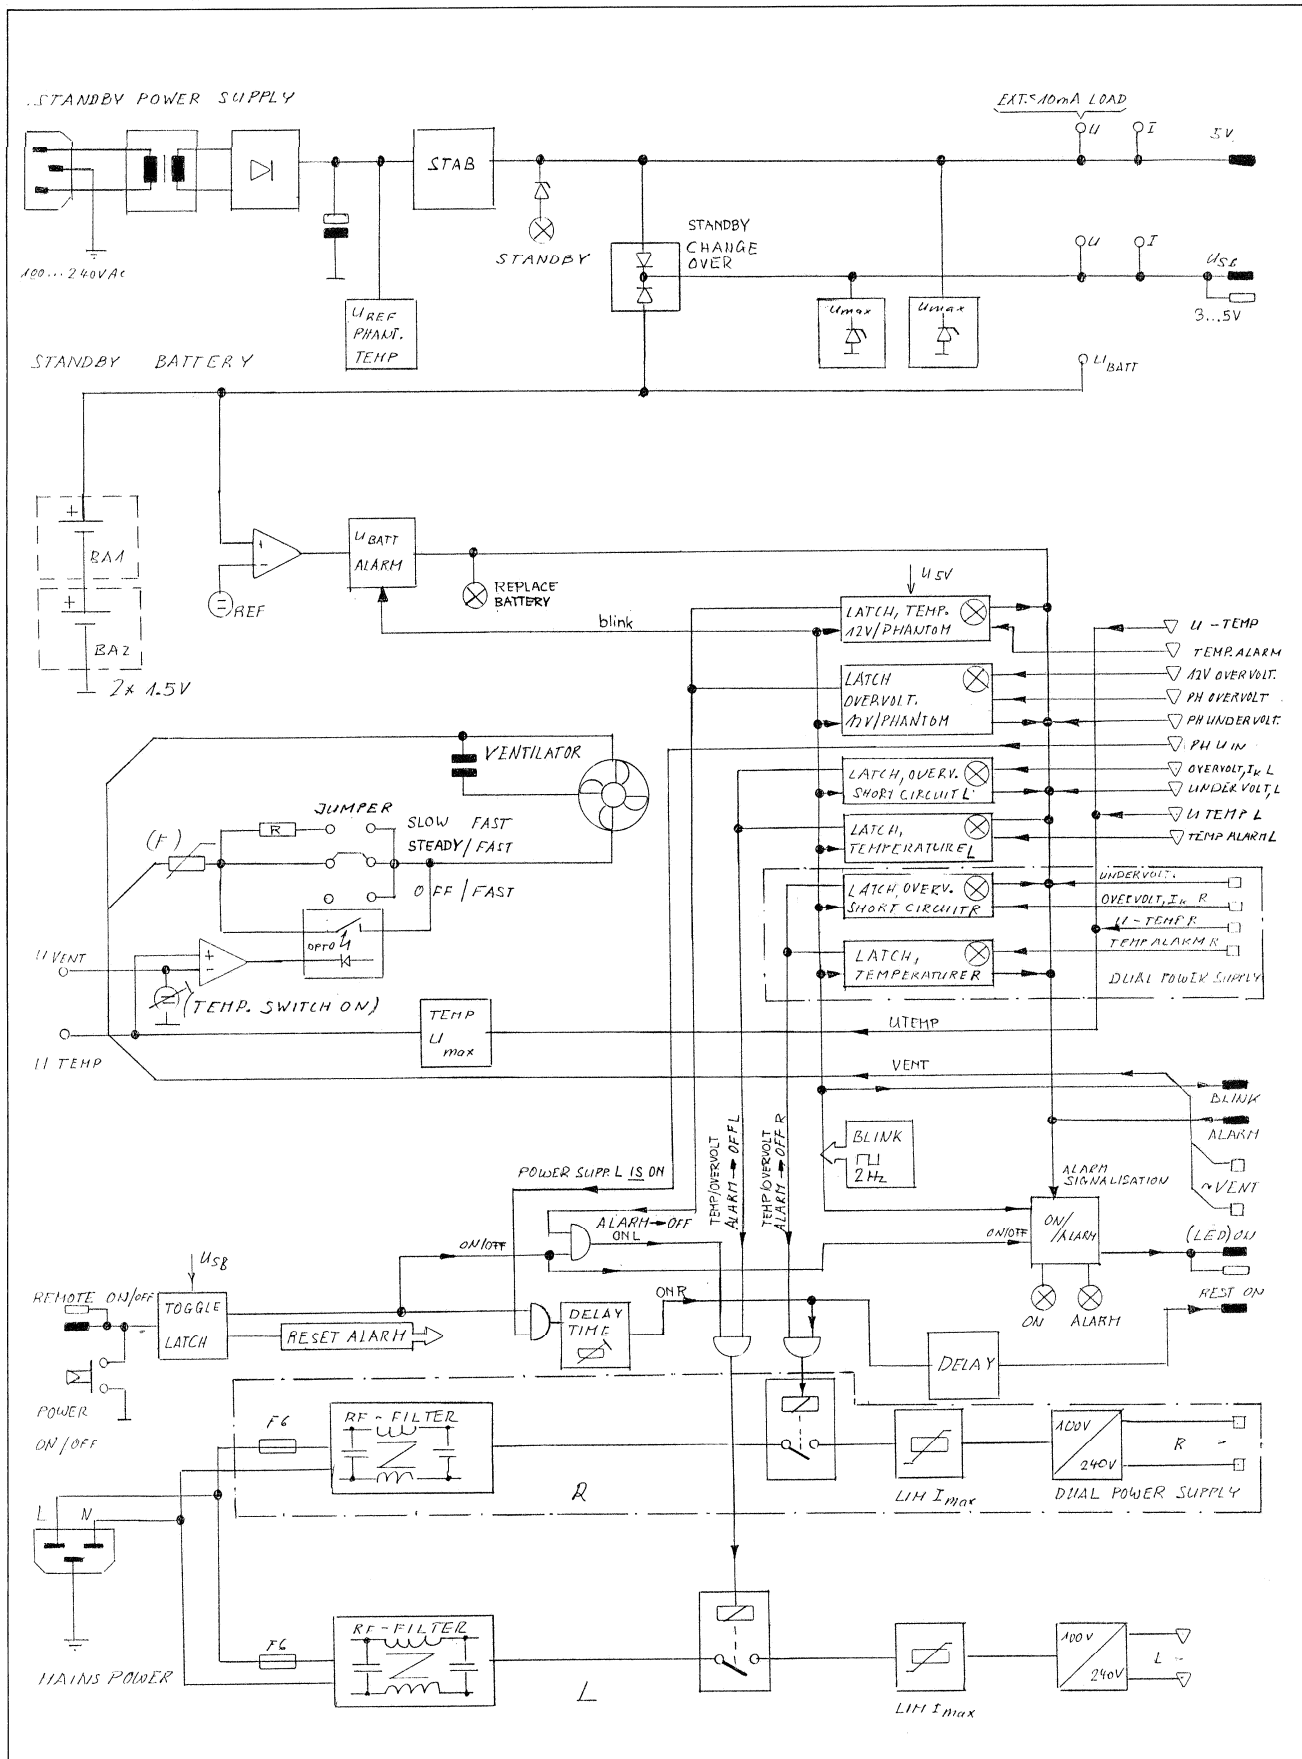 STANDBY POWER SUPPLY
EXT.<10mA LOAD
U
I
5V
STAB
STANDBY
STANDBY
CHANGE
OVER
U
I
USB
3...5V
100...240VAC
UREF
PHANT.
TEMP
Umax
Umax
STANDBY BATTERY
UBATT
+
BA1
+
BA2
2x 1.5V
+
-
REF
UBATT
ALARM
REPLACE
BATTERY
blink
U5V
LATCH, TEMP.
12V/PHANTOM
LATCH
OVERVOLT.
12V/PHANTOM
LATCH, OVERV.
SHORT CIRCUIT L
LATCH,
TEMPERATURE L
LATCH, OVERV.
SHORT CIRCUIT R
LATCH,
TEMPERATURE R
U-TEMP
TEMP.ALARM
12V OVERVOLT.
PH OVERVOLT
PH UNDERVOLT.
PH U IN
OVERVOLT, IK L
UNDERVOLT, L
U TEMP L
TEMP ALARM L
UNDERVOLT.
OVERVOLT, IK R
U-TEMP R
TEMP ALARM R
DUAL POWER SUPPLY
VENTILATOR
JUMPER
(F)
R
SLOW FAST
STEADY/FAST
OFF/FAST
OPTO
U VENT
+
-
(TEMP. SWITCH ON)
U TEMP
TEMP
U max
UTEMP
VENT
BLINK
ALARM
~VENT
BLINK
2Hz
TEMP/OVERVOLT
ALARM→OFF L
TEMP/OVERVOLT
ALARM→OFF R
POWER SUPP. L IS ON
ALARM→OFF
ON L
ON/OFF
ALARM
SIGNALISATION
ON/OFF
ON/
ALARM
(LED) ON
REST ON
ON
ALARM
USB
REMOTE ON/OFF
TOGGLE
LATCH
RESET ALARM
DELAY
TIME
ON R
DELAY
POWER
ON/OFF
F6
RF-FILTER
R
LIM Imax
100V
240V
R -
DUAL POWER SUPPLY
L
N
MAINS POWER
F6
RF-FILTER
L
LIM Imax
100V
240V
L -